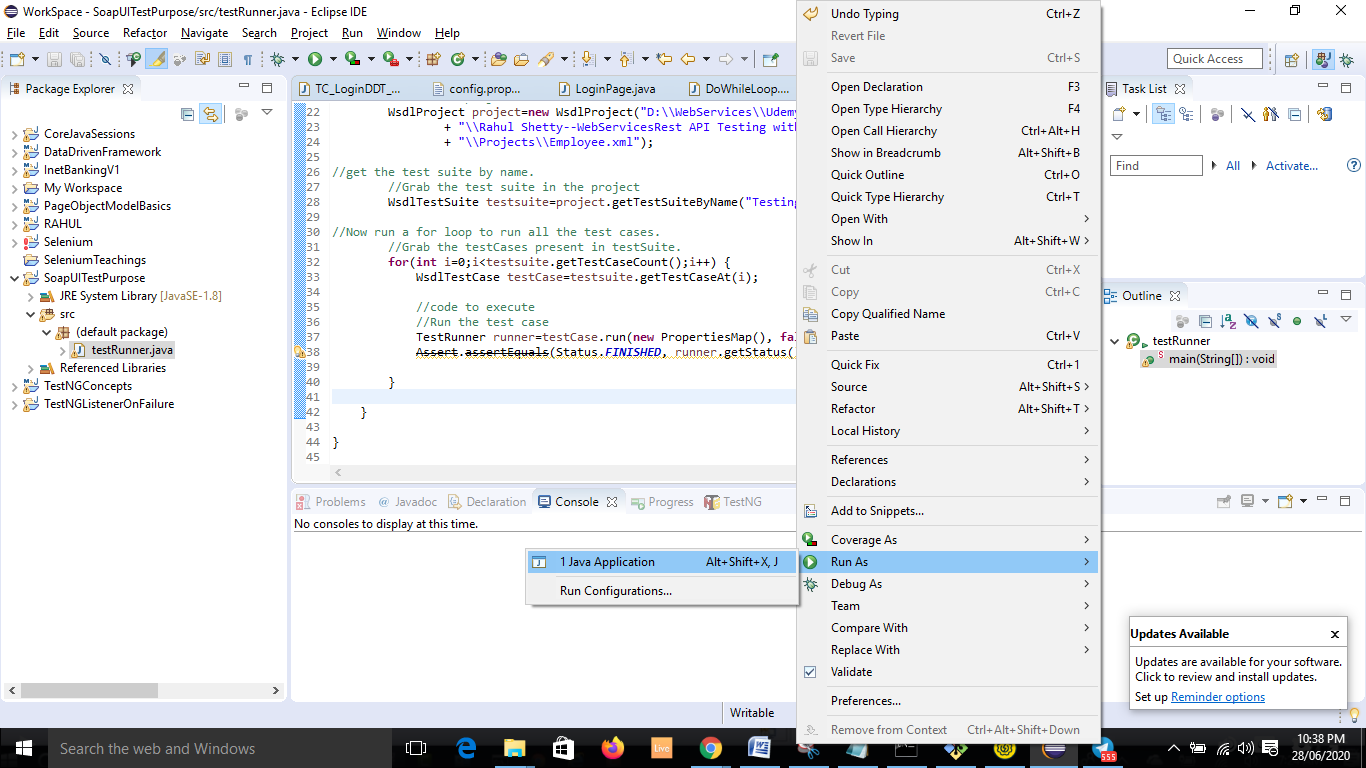 WorkSpace - SoapUITestPurpose/src/testRunner.java - Eclipse IDE
File Edit Source Refactor Navigate Search Project Run Window Help
Quick Access
Package Explorer
CoreJavaSessions
DataDrivenFramework
InetBankingV1
My Workspace
PageObjectModelBasics
RAHUL
Selenium
SeleniumTeachings
SoapUITestPurpose
JRE System Library [JavaSE-1.8]
src
(default package)
testRunner.java
Referenced Libraries
TestNGConcepts
TestNGListenerOnFailure
TC_LoginDDT_... config.prop... LoginPage.java DoWhileLoop....
22 WsdlProject project=new WsdlProject("D:\\WebServices\\Udemy
23 + "\\Rahul Shetty--WebServicesRest API Testing with
24 + "\\Projects\\Employee.xml");
25
26 //get the test suite by name.
27 //Grab the test suite in the project
28 WsdlTestSuite testsuite=project.getTestSuiteByName("Testing
29
30 //Now run a for loop to run all the test cases.
31 //Grab the testCases present in testSuite.
32 for(int i=0;i<testsuite.getTestCaseCount();i++) {
33 WsdlTestCase testCase=testsuite.getTestCaseAt(i);
34
35 //code to execute
36 //Run the test case
37 TestRunner runner=testCase.run(new PropertiesMap(), fal
38 Assert.assertEquals(Status.FINISHED, runner.getStatus()
39
40 }
41
42 }
43
44 }
45
Problems Javadoc Declaration Console Progress TestNG
No consoles to display at this time.
1 Java Application Alt+Shift+X, J
Run Configurations...
Undo Typing Ctrl+Z
Revert File
Save Ctrl+S
Open Declaration F3
Open Type Hierarchy F4
Open Call Hierarchy Ctrl+Alt+H
Show in Breadcrumb Alt+Shift+B
Quick Outline Ctrl+O
Quick Type Hierarchy Ctrl+T
Open With
Show In Alt+Shift+W
Cut Ctrl+X
Copy Ctrl+C
Copy Qualified Name
Paste Ctrl+V
Quick Fix Ctrl+1
Source Alt+Shift+S
Refactor Alt+Shift+T
Local History
References
Declarations
Add to Snippets...
Coverage As
Run As
Debug As
Team
Compare With
Replace With
Validate
Preferences...
Remove from Context Ctrl+Alt+Shift+Down
Task List
Find All Activate...
Outline
testRunner
main(String[]) : void
Updates Available
Updates are available for your software.
Click to review and install updates.
Set up Reminder options
Writable
Search the web and Windows
Live
555
10:38 PM
28/06/2020